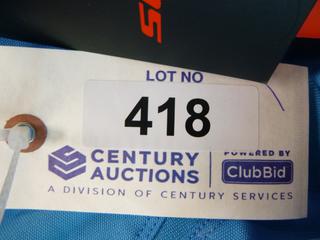 LOT NO
418
CENTURY
AUCTIONS
POWERED BY
ClubBid
A DIVISION OF CENTURY SERVICES